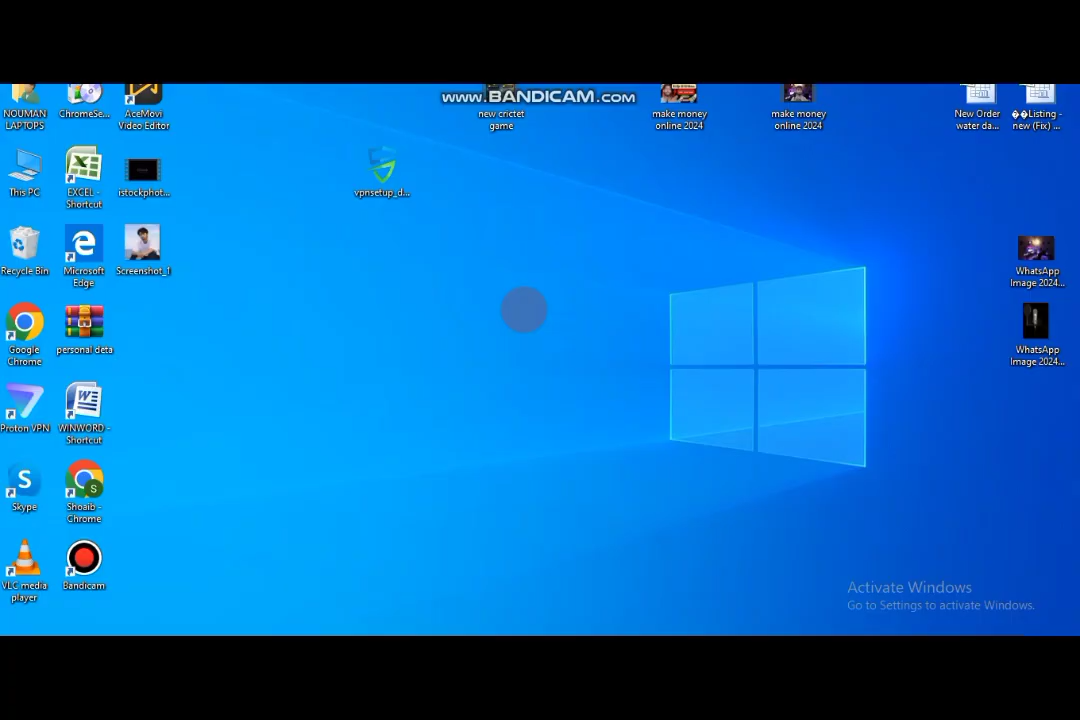 www.BANDICAM.com
NOUMAN
LAPTOPS
ChromeSe...
AceMovi
Video Editor
new crictet
game
make money
online 2024
make money
online 2024
New Order
water da...
��Listing -
new (Fix) ...
This PC
EXCEL -
Shortcut
istockphot...
vpnsetup_d...
Recycle Bin
Microsoft
Edge
Screenshot_1
WhatsApp
Image 2024...
Google
Chrome
personal deta
WhatsApp
Image 2024...
Proton VPN
WINWORD -
Shortcut
Skype
Shoaib -
Chrome
VLC media
player
Bandicam
Activate Windows
Go to Settings to activate Windows.